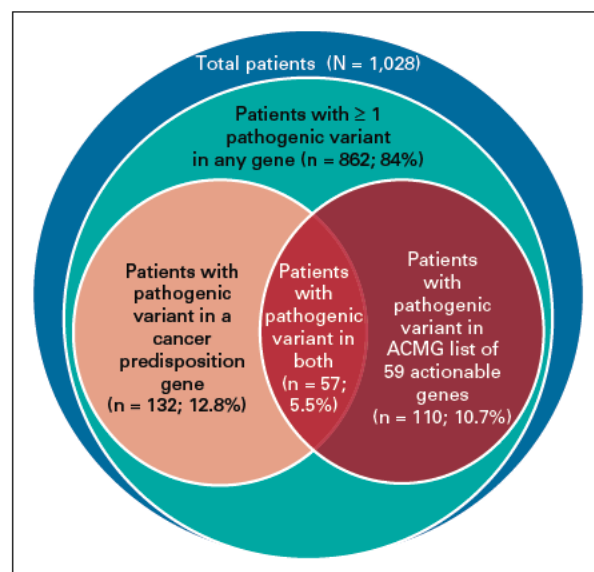 Total patients (N = 1,028)
Patients with ≥ 1
pathogenic variant
in any gene (n = 862; 84%)
Patients with
pathogenic
variant in a
cancer
predisposition
gene
(n = 132; 12.8%)
Patients
with
pathogenic
variant in
both
(n = 57;
5.5%)
Patients
with
pathogenic
variant in
ACMG list of
59 actionable
genes
(n = 110; 10.7%)